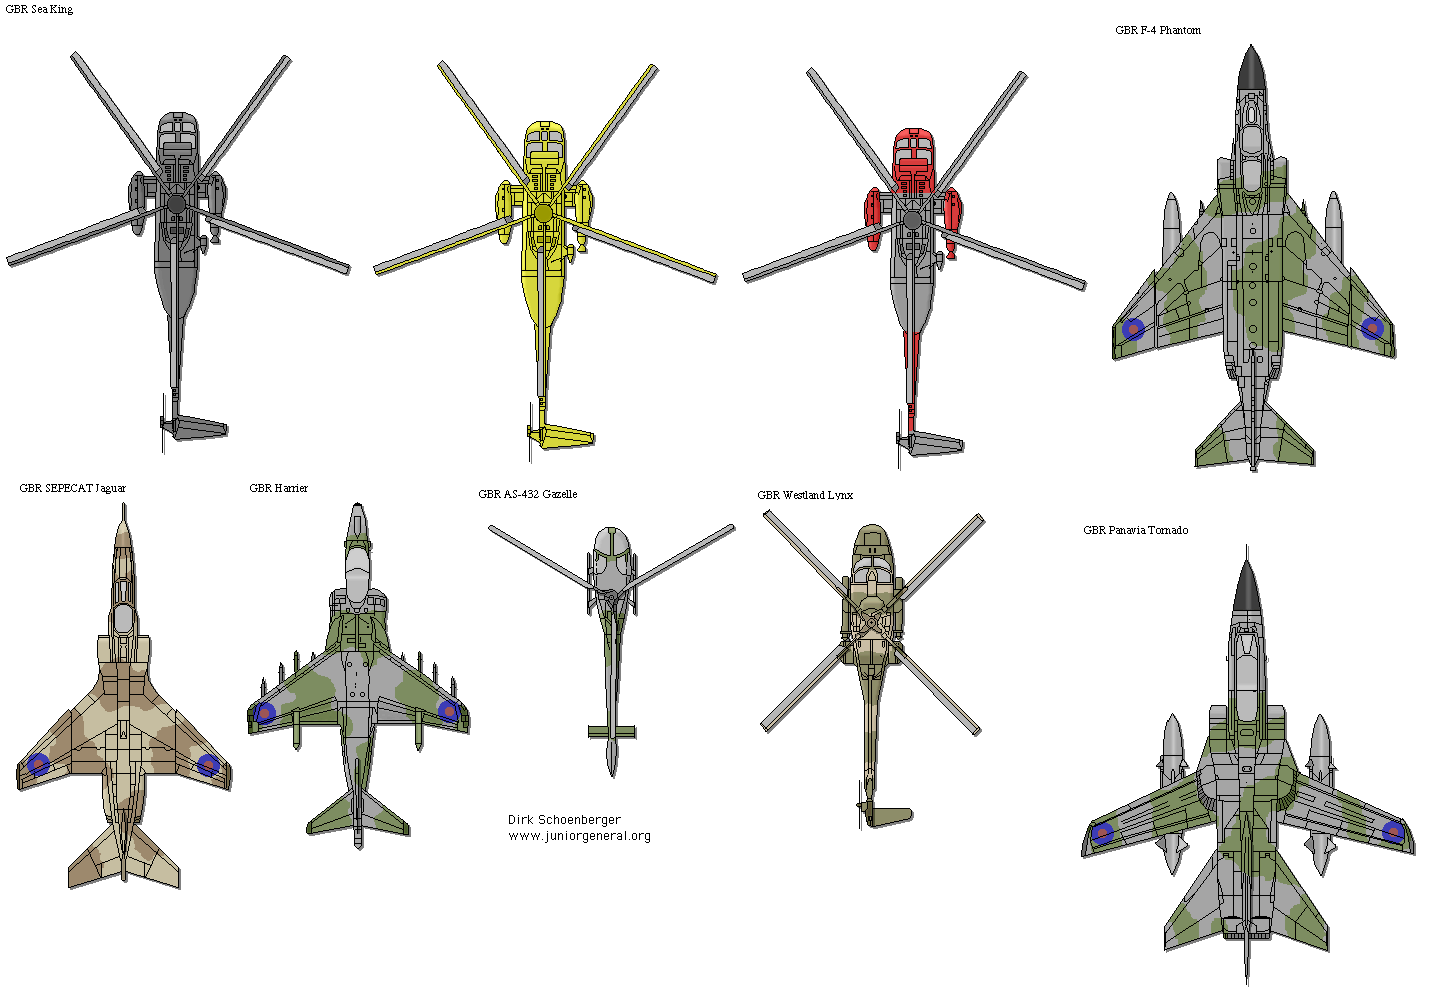 GBR Sea King
GBR F-4 Phantom
GBR SEPECAT Jaguar
GBR Harrier
GBR AS-432 Gazelle
GBR Westland Lynx
GBR Panavia Tornado
Dirk Schoenberger
www.juniorgeneral.org